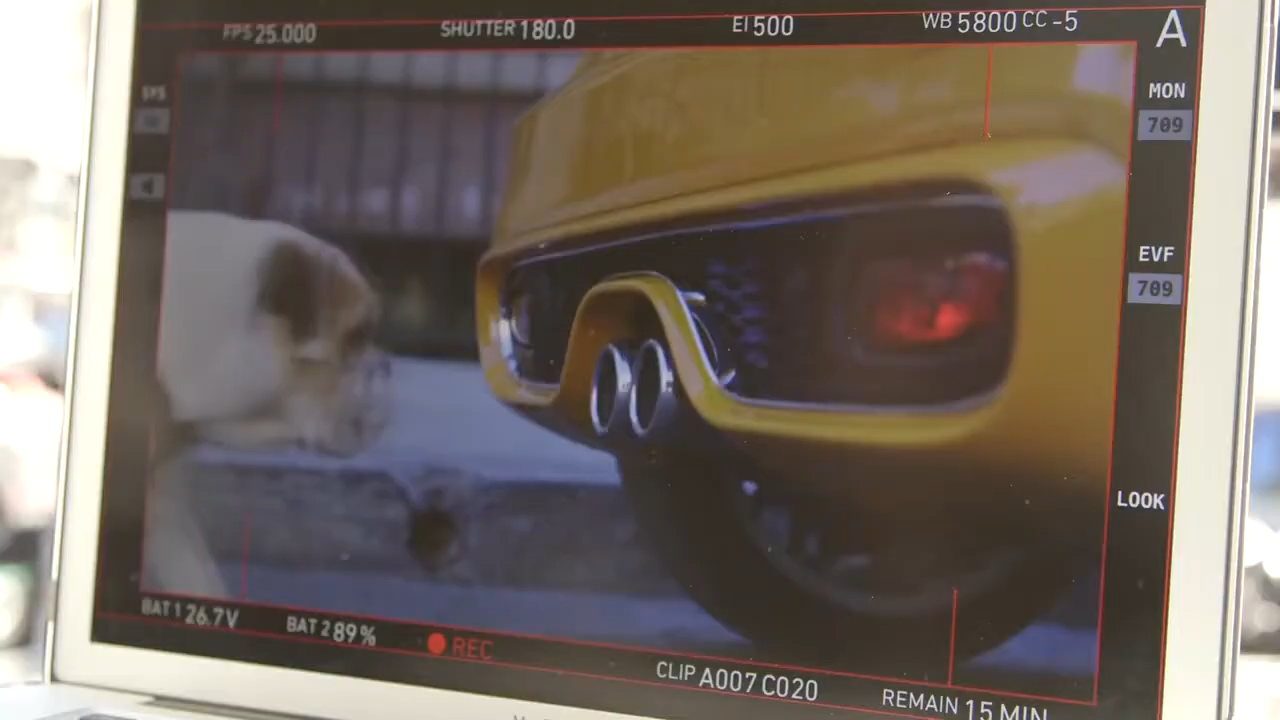 FPS 25.000 SHUTTER 180.0 EI 500 WB 5800 CC -5 A
SYS
MON
709
EVF
709
LOOK
BAT 1 26.7V BAT 2 89% REC CLIP A007 C020 REMAIN 15 MIN